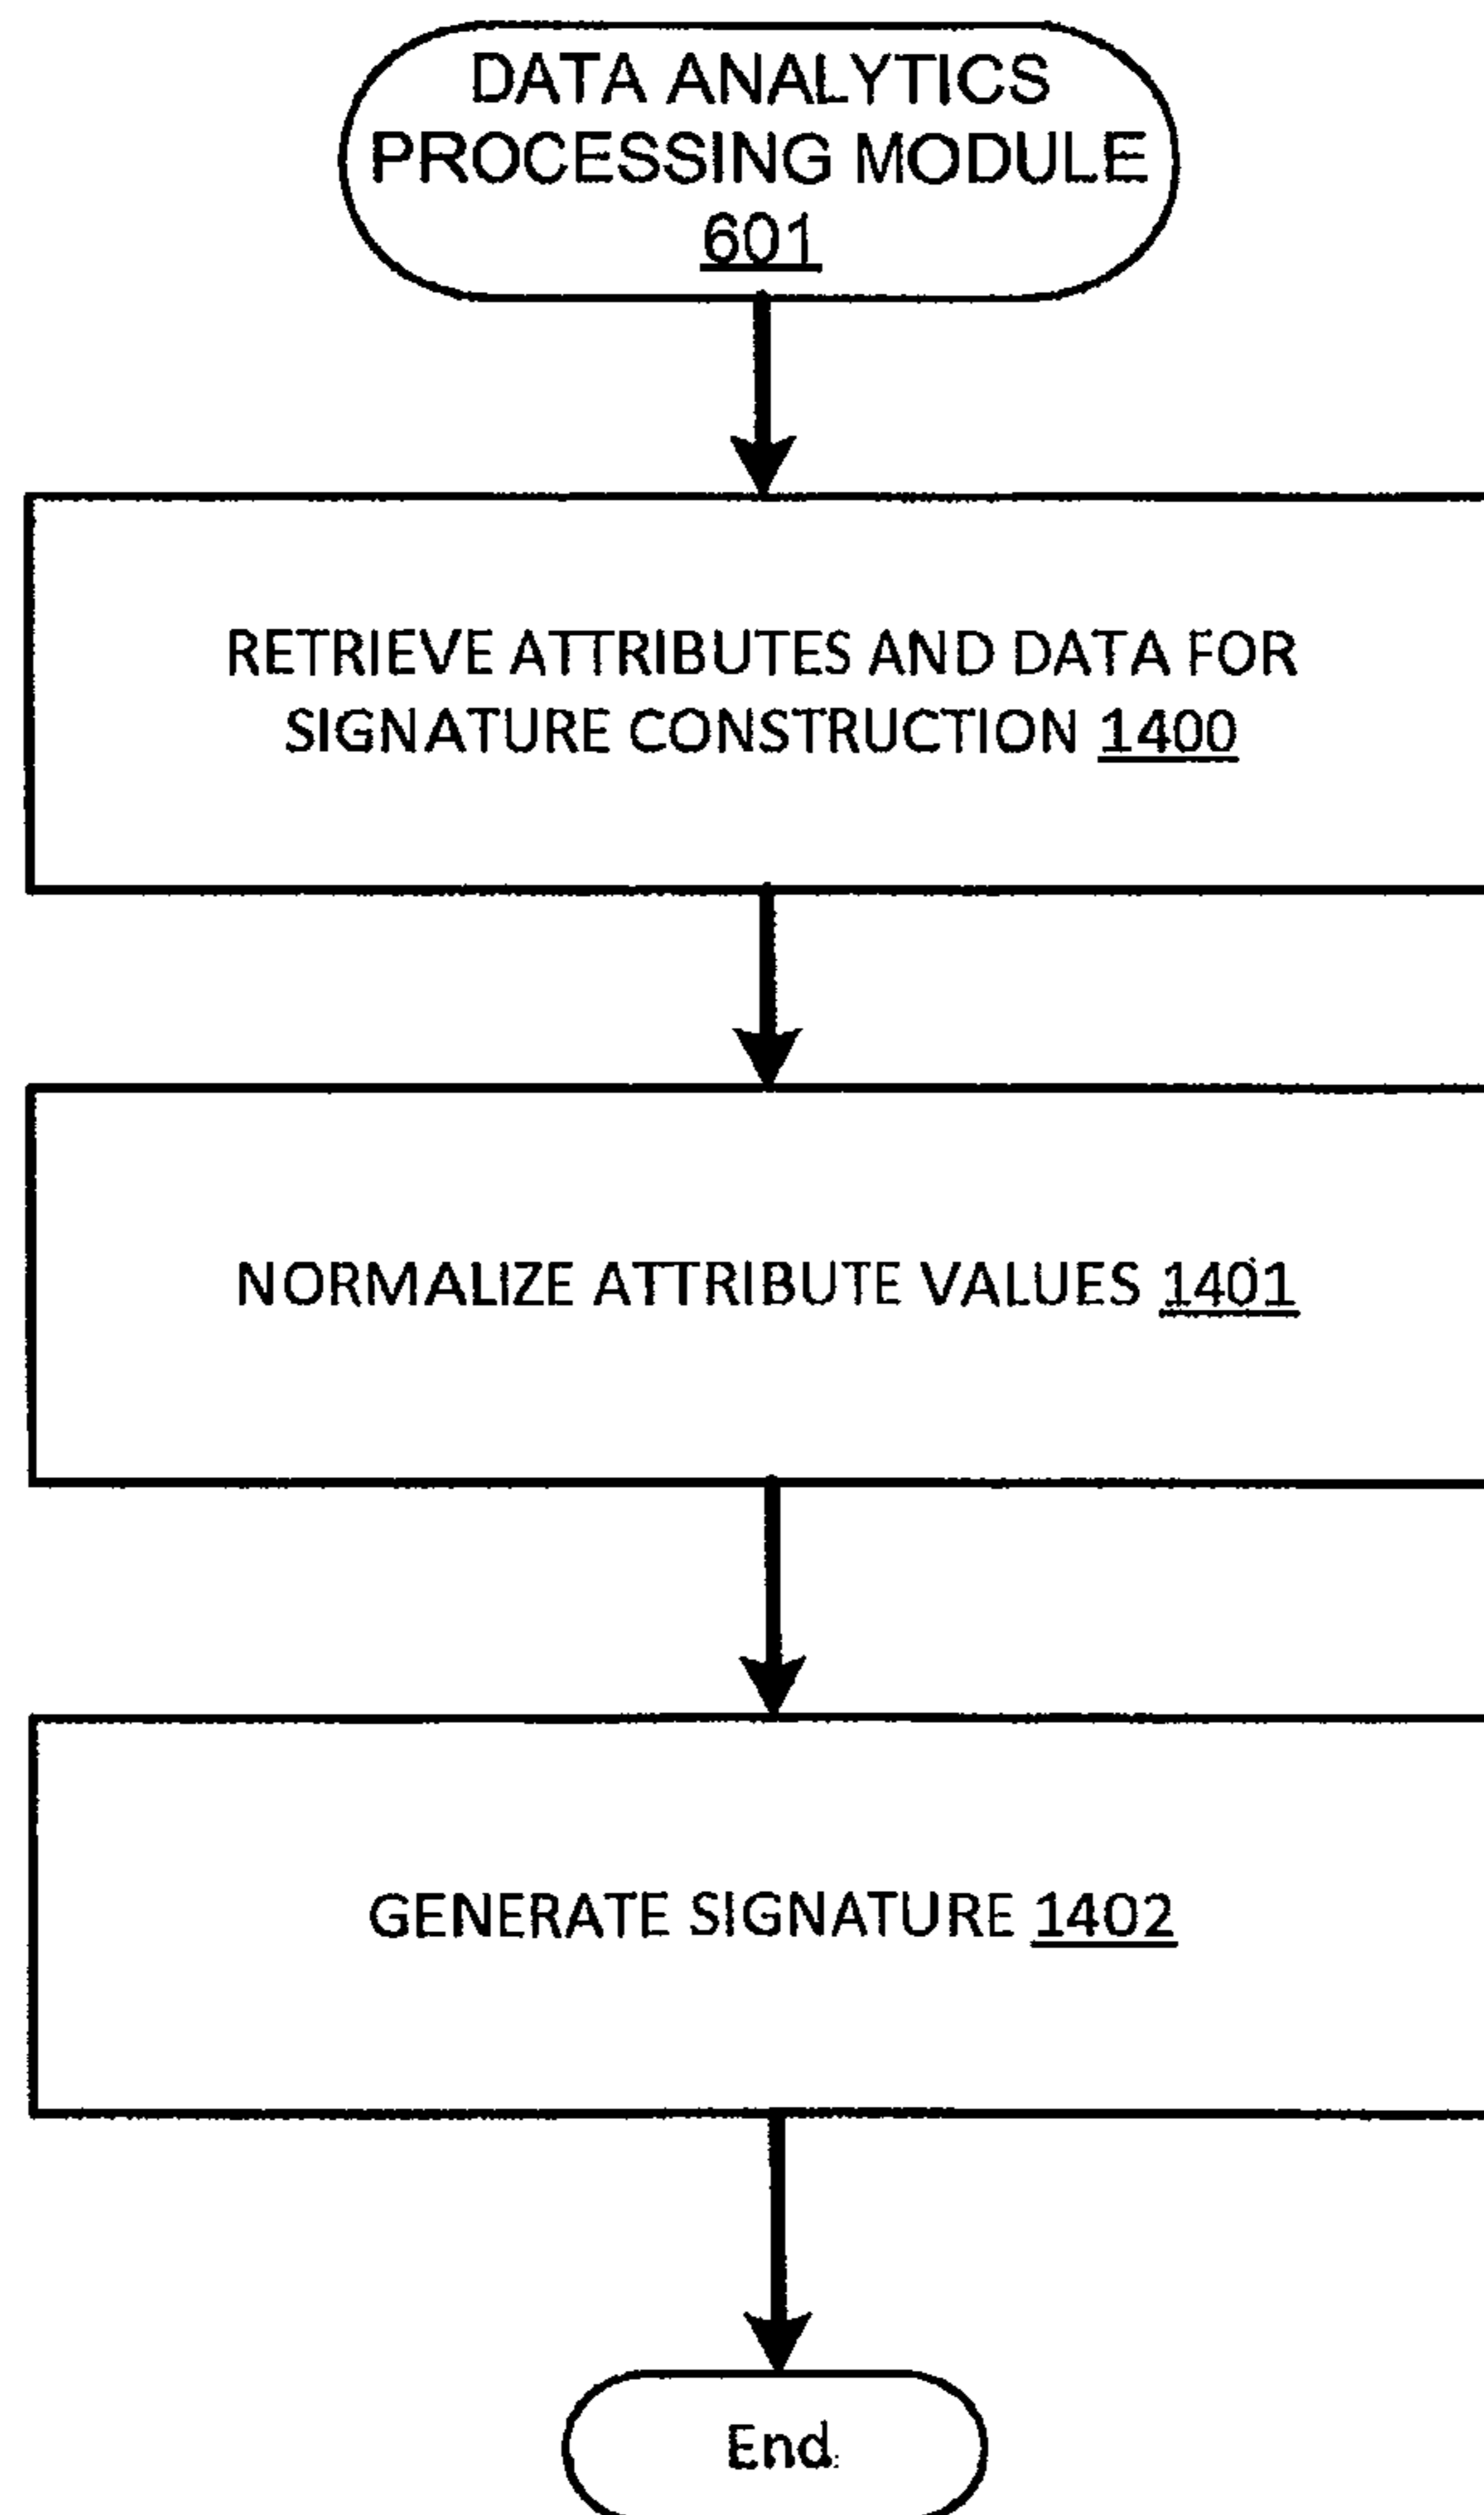 DATA ANALYTICS
PROCESSING MODULE
601
RETRIEVE ATTRIBUTES AND DATA FOR
SIGNATURE CONSTRUCTION 1400
NORMALIZE ATTRIBUTE VALUES 1401
GENERATE SIGNATURE 1402
End